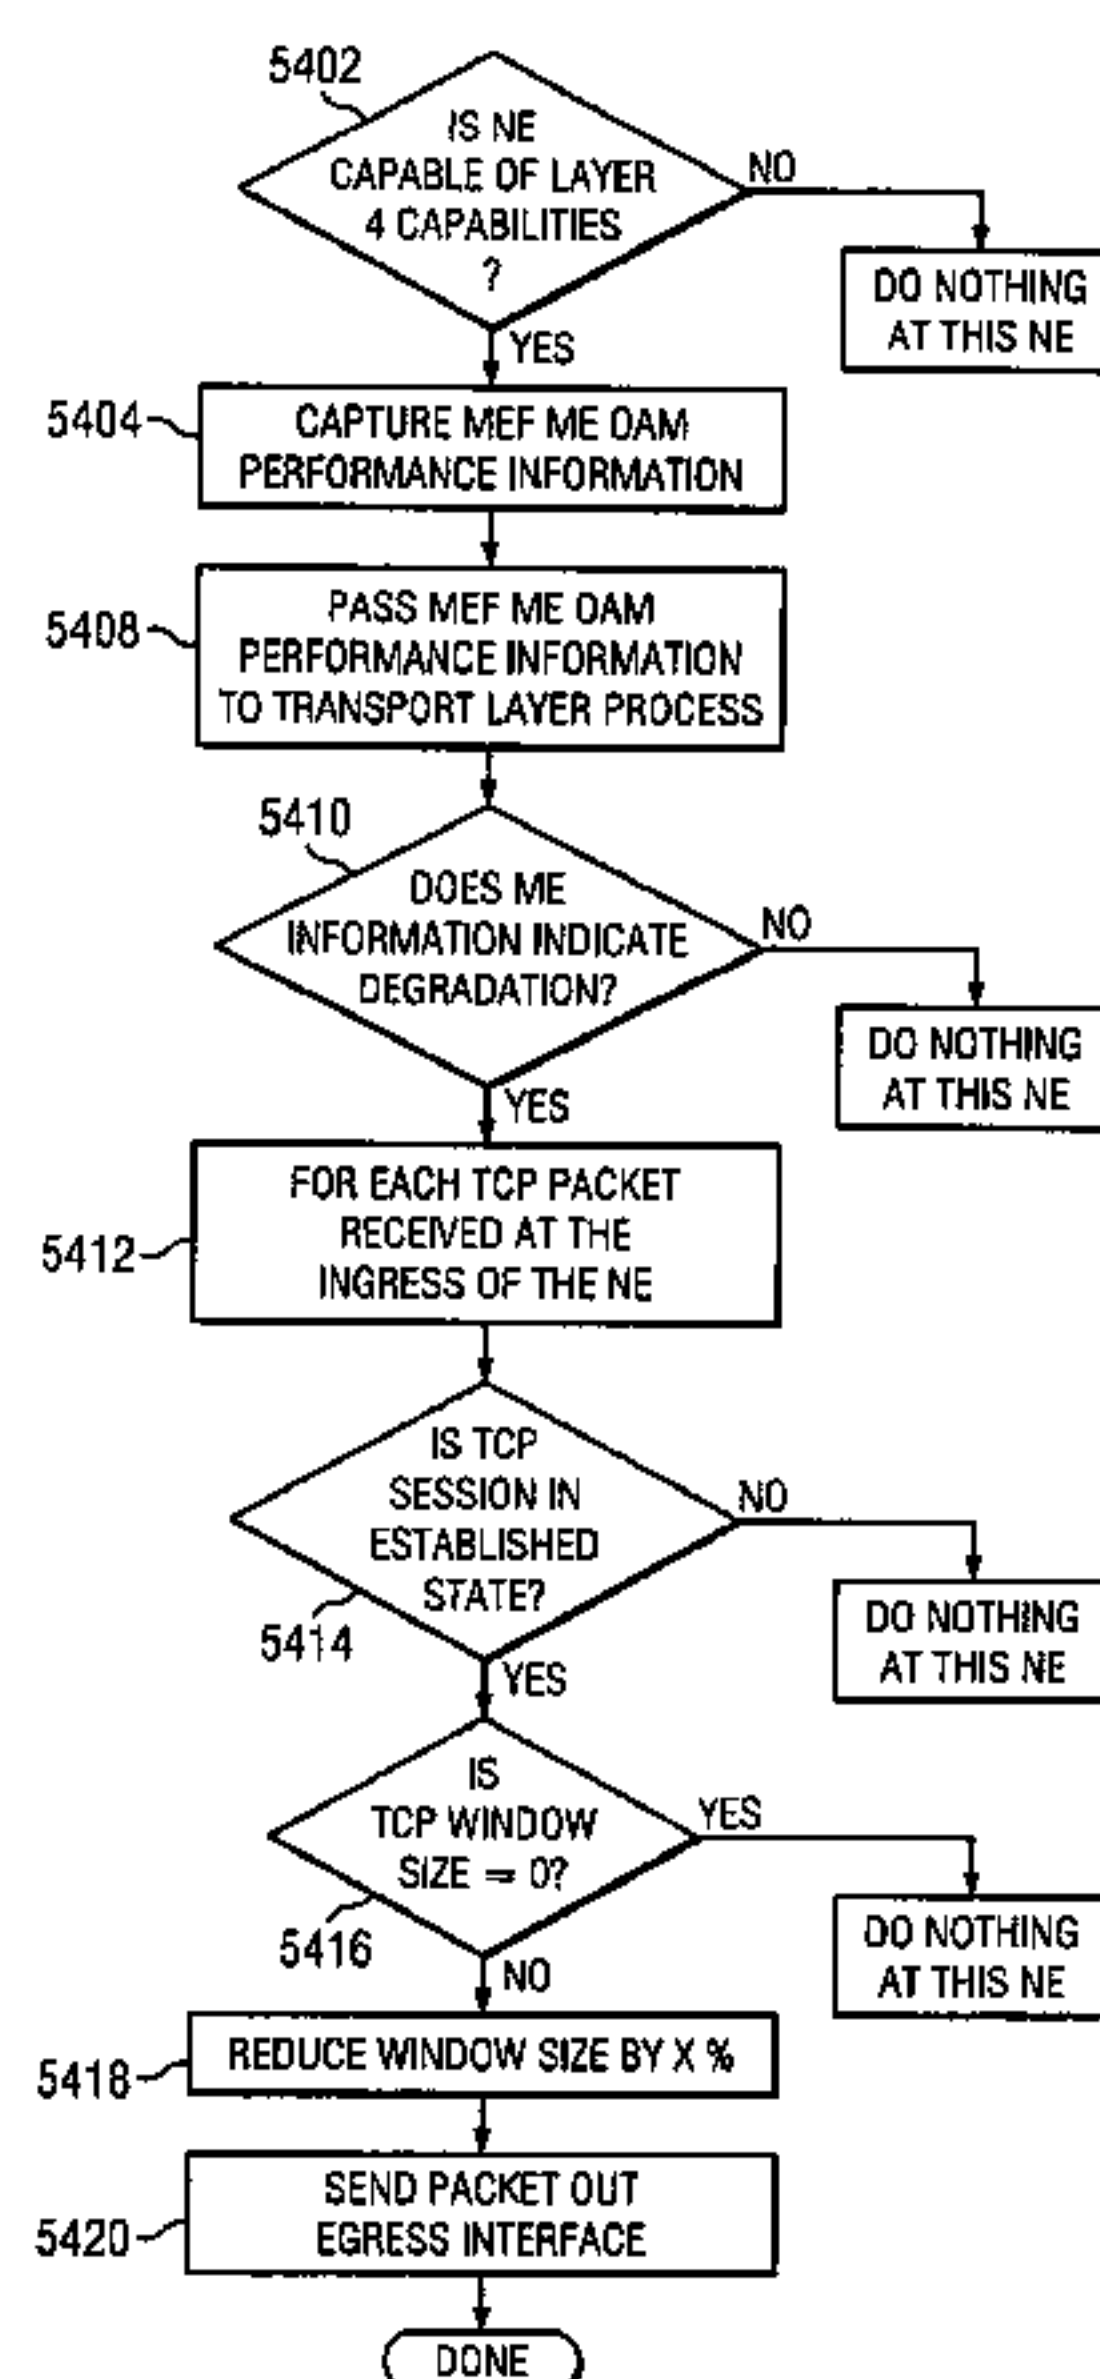 5402
IS NE
CAPABLE OF LAYER
4 CAPABILITIES
?
NO
DO NOTHING
AT THIS NE
YES
5404
CAPTURE MEF ME OAM
PERFORMANCE INFORMATION
5408
PASS MEF ME OAM
PERFORMANCE INFORMATION
TO TRANSPORT LAYER PROCESS
5410
DOES ME
INFORMATION INDICATE
DEGRADATION?
NO
DO NOTHING
AT THIS NE
YES
5412
FOR EACH TCP PACKET
RECEIVED AT THE
INGRESS OF THE NE
IS TCP
SESSION IN
ESTABLISHED
STATE?
5414
NO
DO NOTHING
AT THIS NE
YES
IS
TCP WINDOW
SIZE = 0?
5416
YES
DO NOTHING
AT THIS NE
NO
5418
REDUCE WINDOW SIZE BY X %
5420
SEND PACKET OUT
EGRESS INTERFACE
DONE